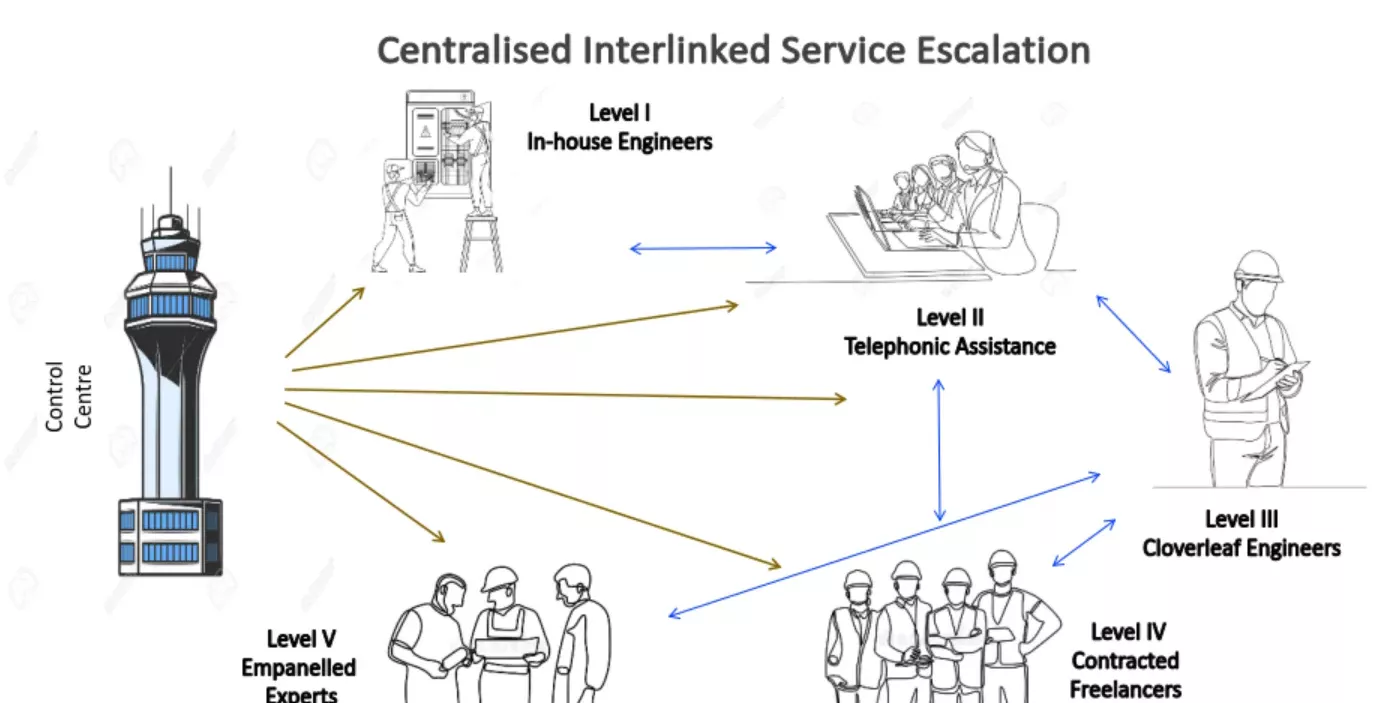 Centralised Interlinked Service Escalation
Level I
In-house Engineers
Control
Centre
Level II
Telephonic Assistance
Level III
Cloverleaf Engineers
Level V
Empanelled
Experts
Level IV
Contracted
Freelancers